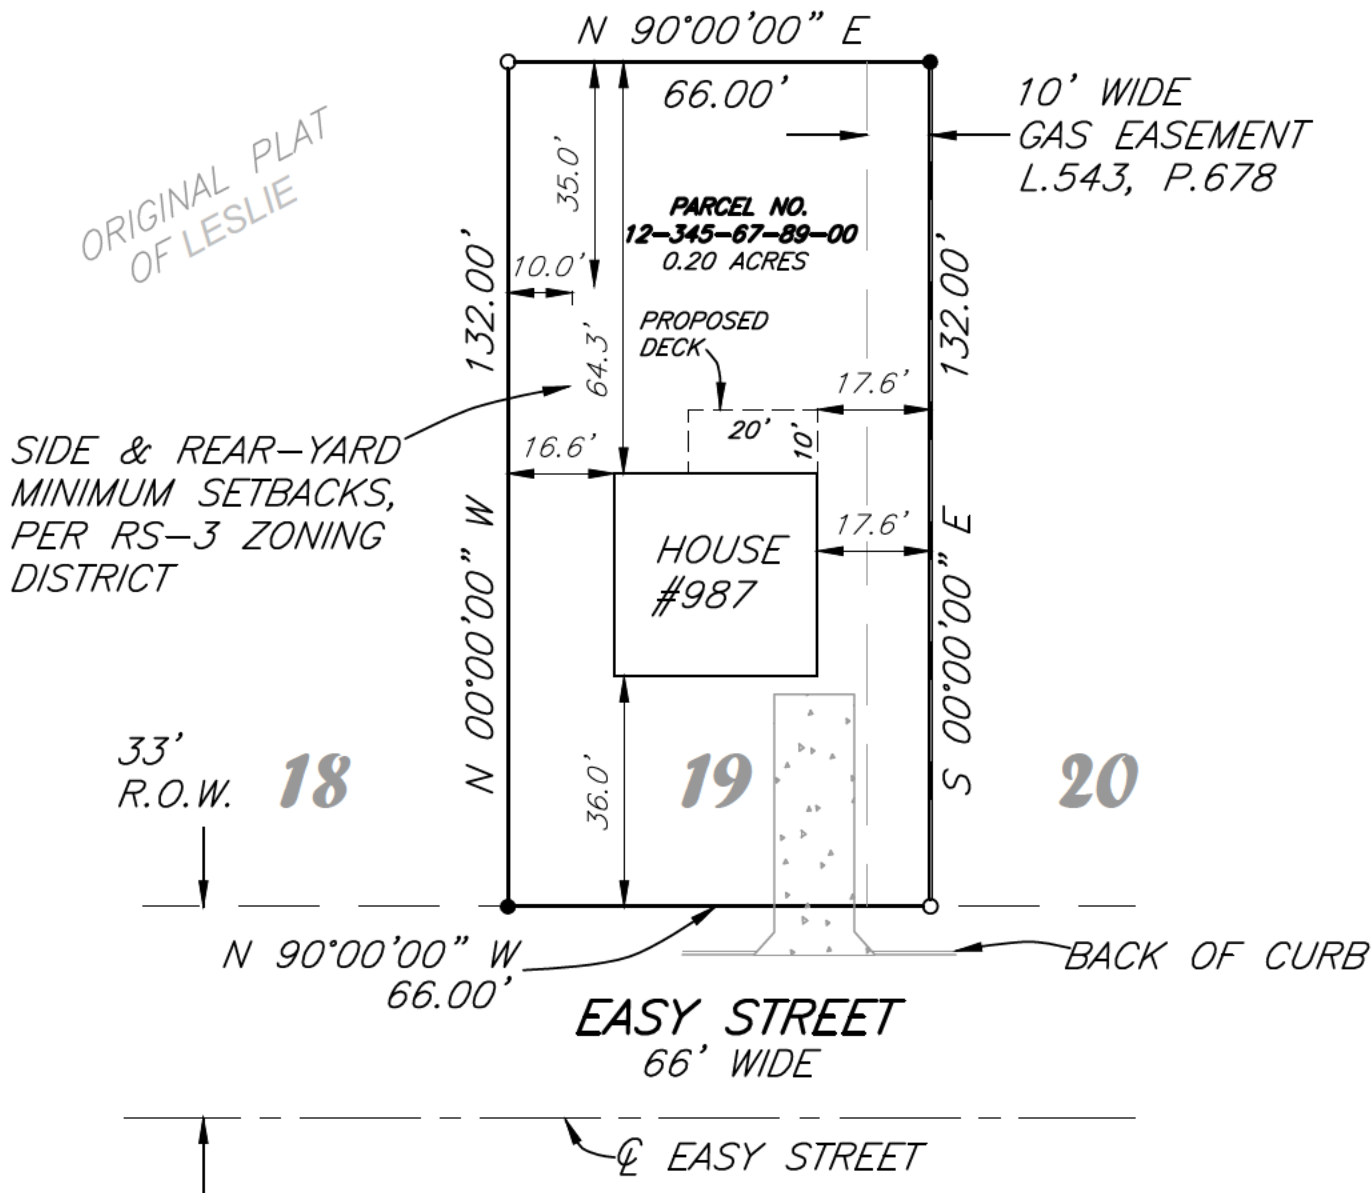 N 90°00'00" E
66.00'
10' WIDE
GAS EASEMENT
L.543, P.678
ORIGINAL PLAT
OF LESLIE
35.0'
PARCEL NO.
12-345-67-89-00
0.20 ACRES
132.00'
10.0'
132.00'
PROPOSED
DECK
64.3'
17.6'
SIDE & REAR-YARD
MINIMUM SETBACKS,
PER RS-3 ZONING
DISTRICT
16.6'
20'
10'
17.6'
HOUSE
#987
N 00°00'00" W
S 00°00'00" E
33'
R.O.W.
18
36.0'
19
20
N 90°00'00" W
66.00'
BACK OF CURB
EASY STREET
66' WIDE
℄ EASY STREET